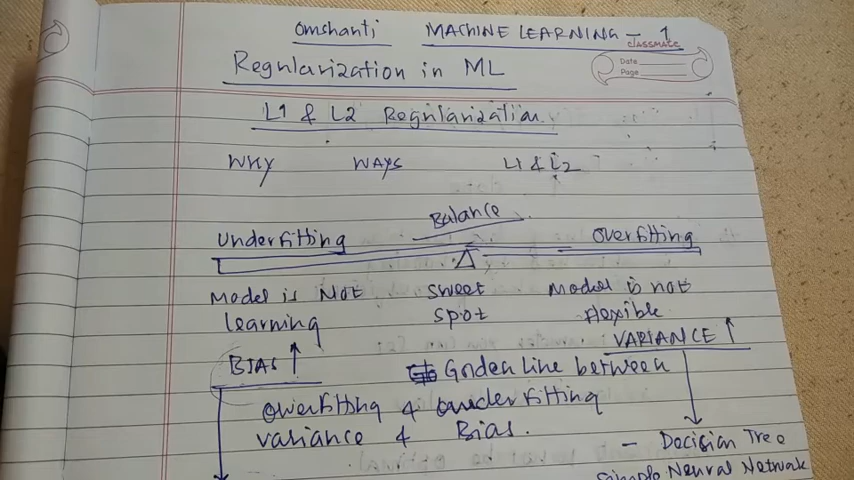 Omshanti MACHINE LEARNING - 1
CLASSMATE
Date
Page
Regularization in ML
L1 & L2 Regularization
WHY WAYS L1 & L2
Balance
Underfitting Overfitting
Model is Not sweet Model is not
learning spot flexible
BIAS ↑ VARIANCE ↑
Goden line between
overfitting & underfitting
variance & Bias.
- Decision Tree
Simple Neural Network